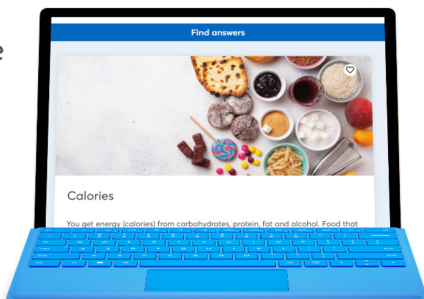 Find answers
e
Calories
You get energy (calories) from carbohydrates, protein, fat and alcohol. Food that